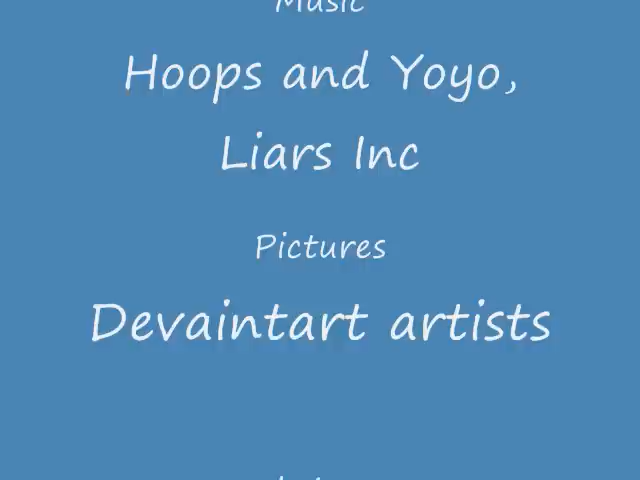 Music
Hoops and Yoyo,
Liars Inc
Pictures
Devaintart artists